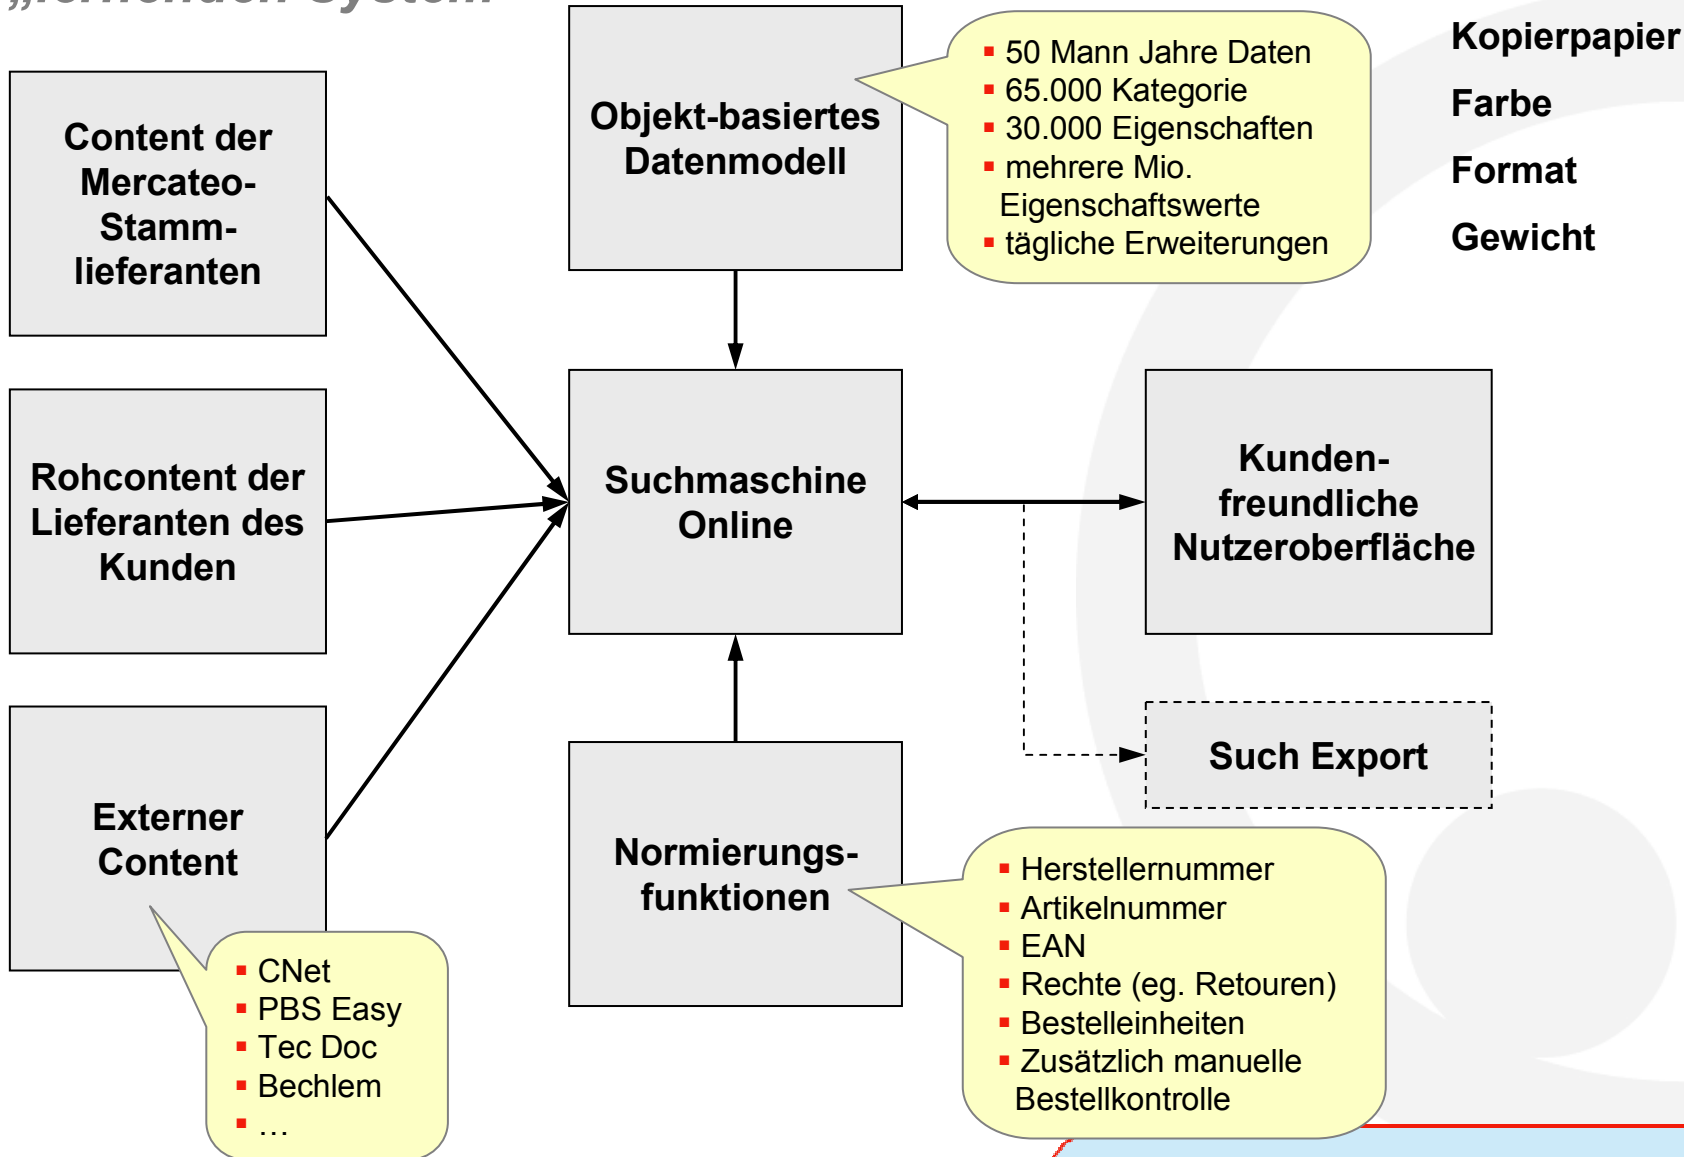 „lernenden System
Content der
Mercateo-
Stamm-
lieferanten
Objekt-basiertes
Datenmodell
▪ 50 Mann Jahre Daten
▪ 65.000 Kategorie
▪ 30.000 Eigenschaften
▪ mehrere Mio.
Eigenschaftswerte
▪ tägliche Erweiterungen
Kopierpapier
Farbe
Format
Gewicht
Rohcontent der
Lieferanten des
Kunden
Suchmaschine
Online
Kunden-
freundliche
Nutzeroberfläche
Such Export
Externer
Content
▪ CNet
▪ PBS Easy
▪ Tec Doc
▪ Bechlem
▪ …
Normierungs-
funktionen
▪ Herstellernummer
▪ Artikelnummer
▪ EAN
▪ Rechte (eg. Retouren)
▪ Bestelleinheiten
▪ Zusätzlich manuelle
Bestellkontrolle